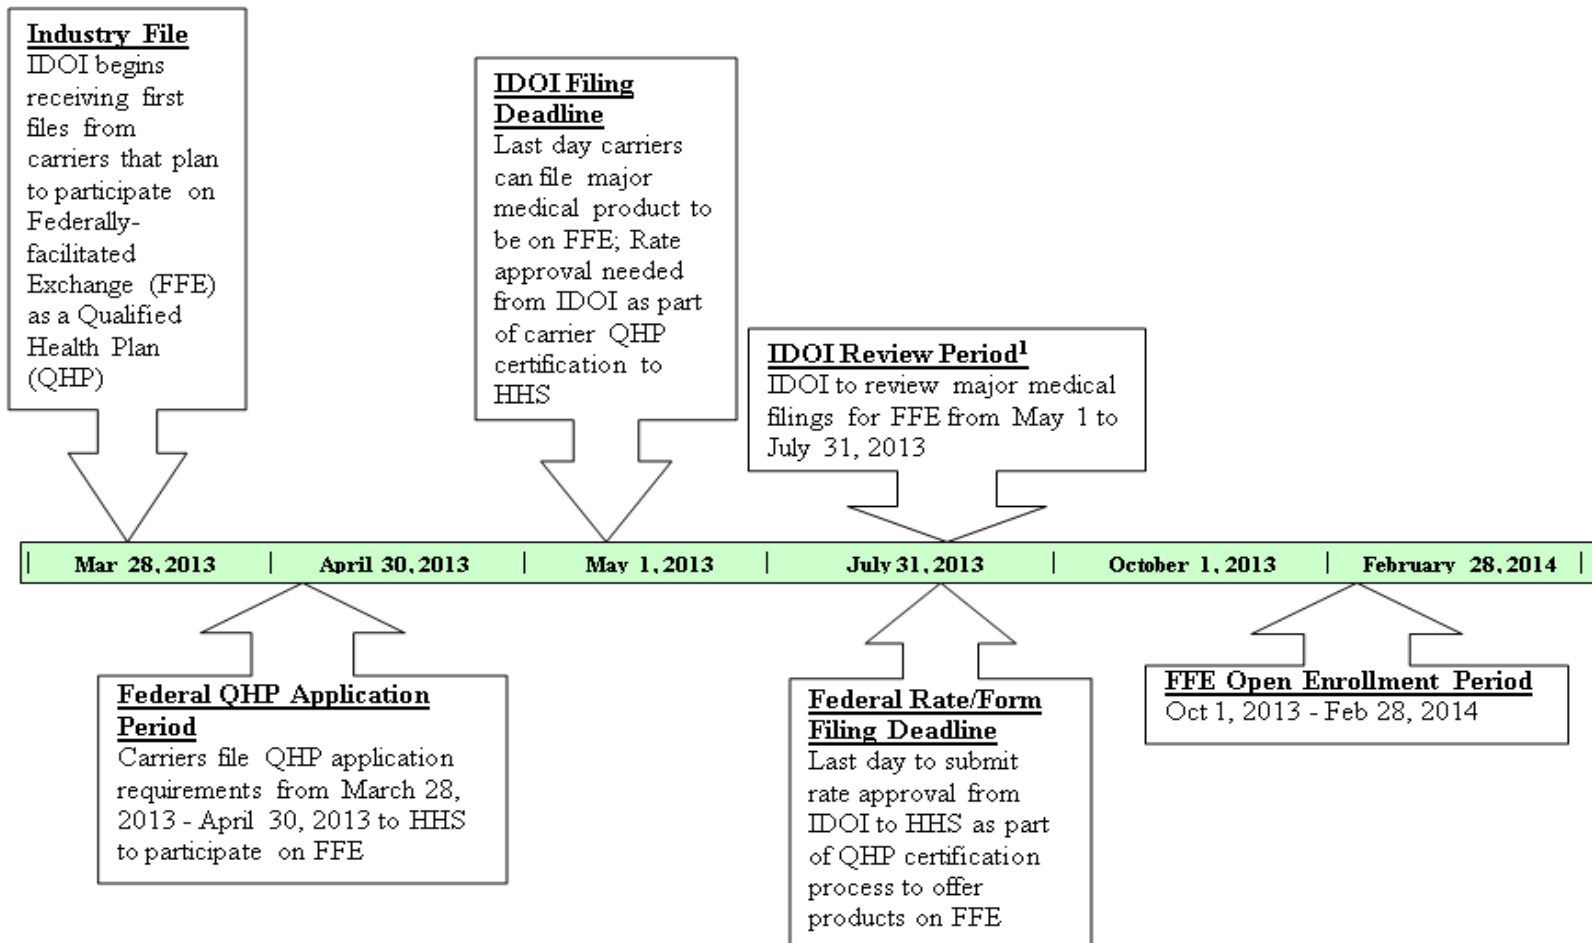 Industry File
IDOI begins
receiving first
files from
carriers that plan
to participate on
Federally-
facilitated
Exchange (FFE)
as a Qualified
Health Plan
(QHP)
IDOI Filing
Deadline
Last day carriers
can file major
medical product to
be on FFE; Rate
approval needed
from IDOI as part
of carrier QHP
certification to
HHS
IDOI Review Period¹
IDOI to review major medical
filings for FFE from May 1 to
July 31, 2013
| Mar 28, 2013 | April 30, 2013 | May 1, 2013 | July 31, 2013 | October 1, 2013 | February 28, 2014 |
Federal QHP Application
Period
Carriers file QHP application
requirements from March 28,
2013 - April 30, 2013 to HHS
to participate on FFE
Federal Rate/Form
Filing Deadline
Last day to submit
rate approval from
IDOI to HHS as part
of QHP certification
process to offer
products on FFE
FFE Open Enrollment Period
Oct 1, 2013 - Feb 28, 2014